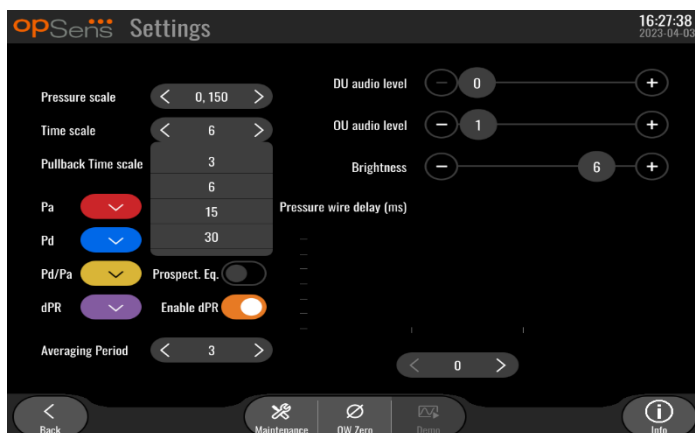 opSens Settings
16:27:38
2023-04-03
Pressure scale
0, 150
Time scale
6
3
6
15
30
Pullback Time scale
Pa
Pd
Pd/Pa
Prospect. Eq.
dPR
Enable dPR
Averaging Period
3
DU audio level
0
OU audio level
1
Brightness
6
Pressure wire delay (ms)
0
Back
Maintenance
OW Zero
Demo
Info